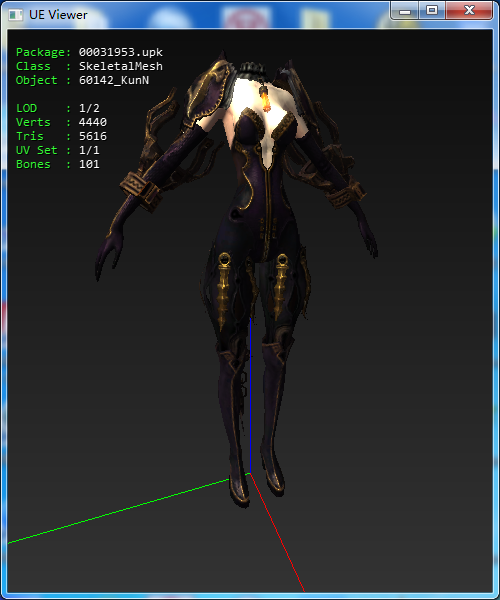 UE Viewer
Package: 00031953.upk
Class : SkeletalMesh
Object : 60142_KunN
LOD : 1/2
Verts : 4440
Tris : 5616
UV Set : 1/1
Bones : 101